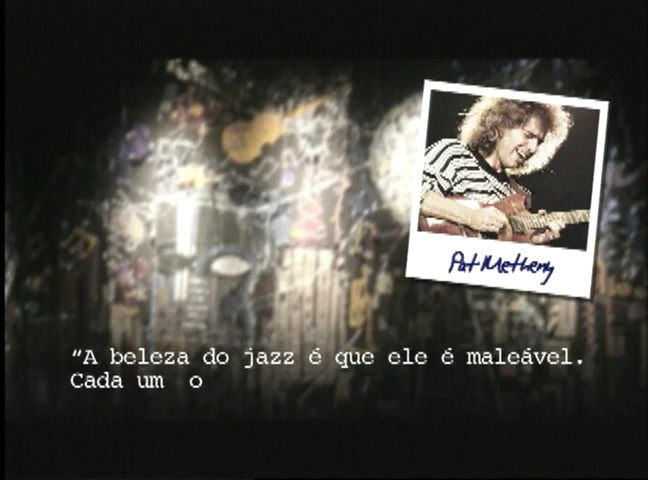 Pat Metheny
“A beleza do jazz é que ele é maleável.
Cada um  o